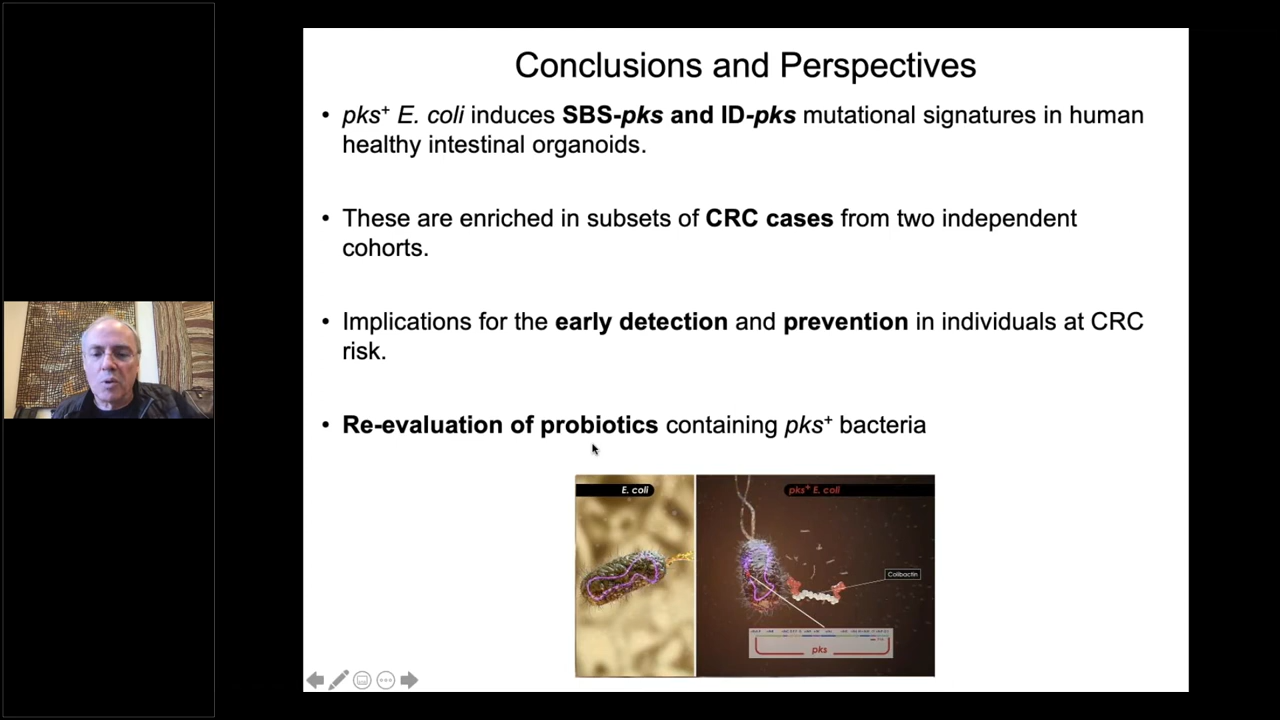 Conclusions and Perspectives
• pks+ E. coli induces SBS-pks and ID-pks mutational signatures in human
healthy intestinal organoids.
• These are enriched in subsets of CRC cases from two independent
cohorts.
• Implications for the early detection and prevention in individuals at CRC
risk.
• Re-evaluation of probiotics containing pks+ bacteria
E. coli
pks+ E. coli
Colibactin
pks